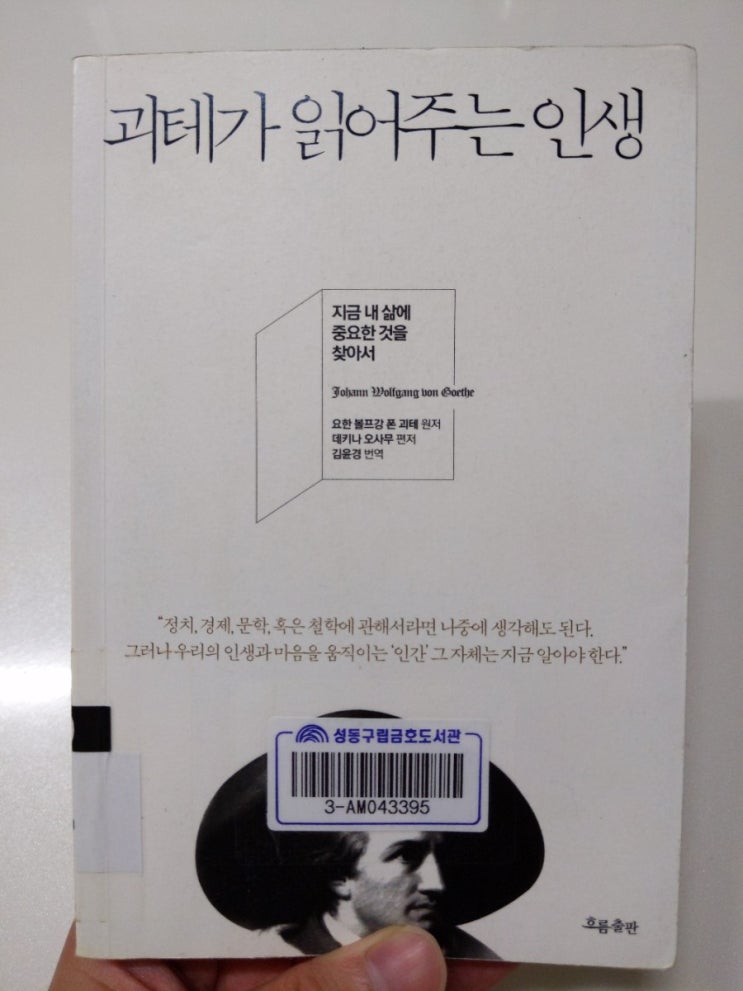 괴테가 읽어주는 인생
지금 내 삶에
중요한 것을
찾아서
Johann Wolfgang von Goethe
요한 볼프강 폰 괴테 원저
데키나 오사무 편저
김윤경 번역
“정치, 경제, 문학, 혹은 철학에 관해서라면 나중에 생각해도 된다.
그러나 우리의 인생과 마음을 움직이는 ‘인간’ 그 자체는 지금 알아야 한다.”
성동구립금호도서관
3-AM043395
흐름출판